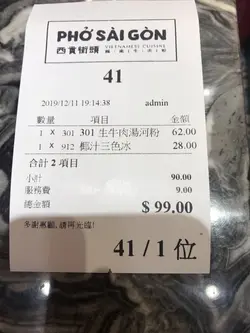 PHỞ SÀI GÒN
西貢街頭 VIETNAMESE CUISINE
41
2019/12/11 19:14:38 admin
數量 項目 金額
1 X 301 301 生牛肉湯河粉 62.00
1 X 912 椰汁三色冰 28.00
合計 2 項目
小計 90.00
服務費 9.00
總金額 $ 99.00
多謝惠顧,請再光臨!
41 / 1 位